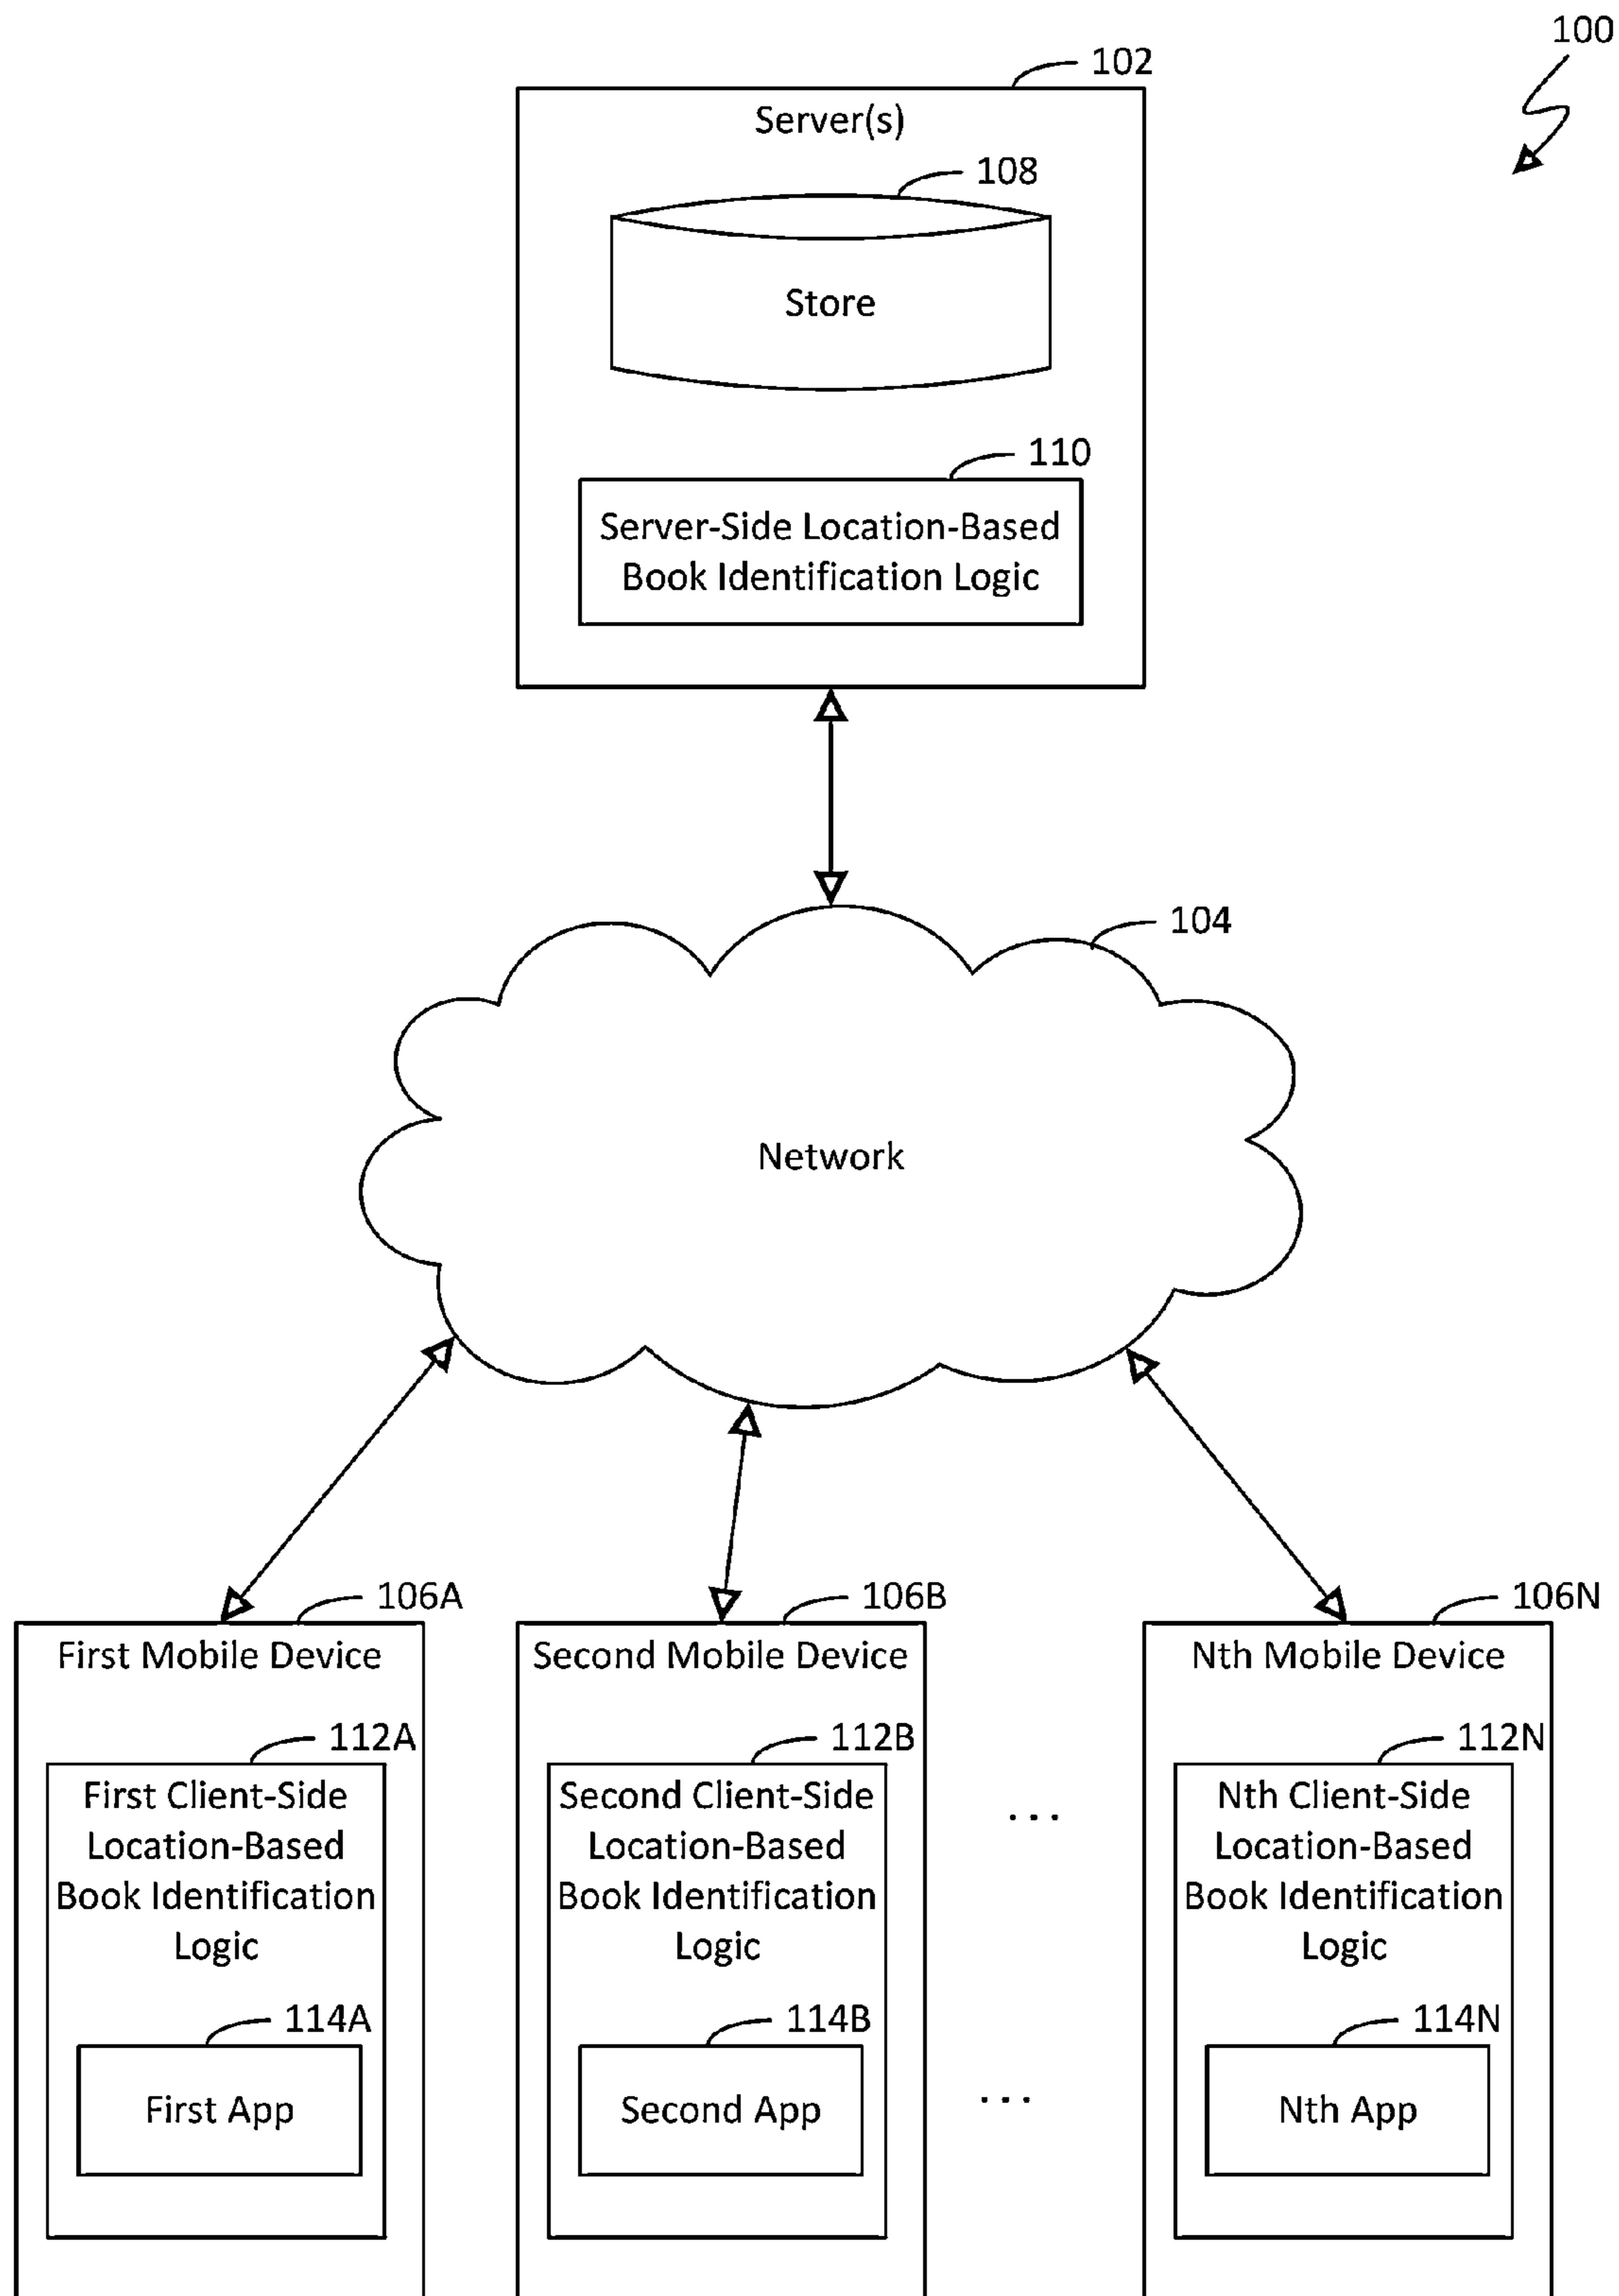 100
102
Server(s)
108
Store
110
Server-Side Location-Based
Book Identification Logic
104
Network
106A
First Mobile Device
112A
First Client-Side
Location-Based
Book Identification
Logic
114A
First App
106B
Second Mobile Device
112B
Second Client-Side
Location-Based
Book Identification
Logic
114B
Second App
...
...
106N
Nth Mobile Device
112N
Nth Client-Side
Location-Based
Book Identification
Logic
114N
Nth App